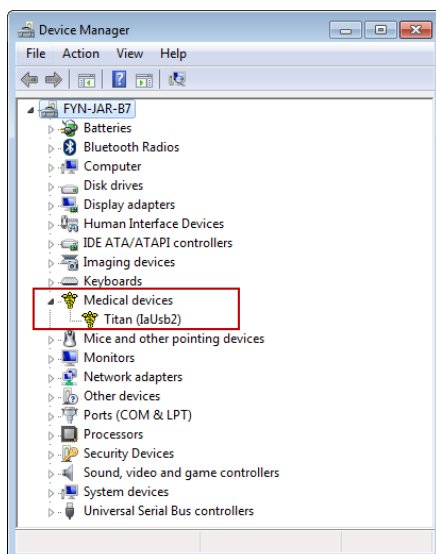 Device Manager
File Action View Help
FYN-JAR-B7
Batteries
Bluetooth Radios
Computer
Disk drives
Display adapters
Human Interface Devices
IDE ATA/ATAPI controllers
Imaging devices
Keyboards
Medical devices
Titan (IaUsb2)
Mice and other pointing devices
Monitors
Network adapters
Other devices
Ports (COM & LPT)
Processors
Security Devices
Sound, video and game controllers
System devices
Universal Serial Bus controllers